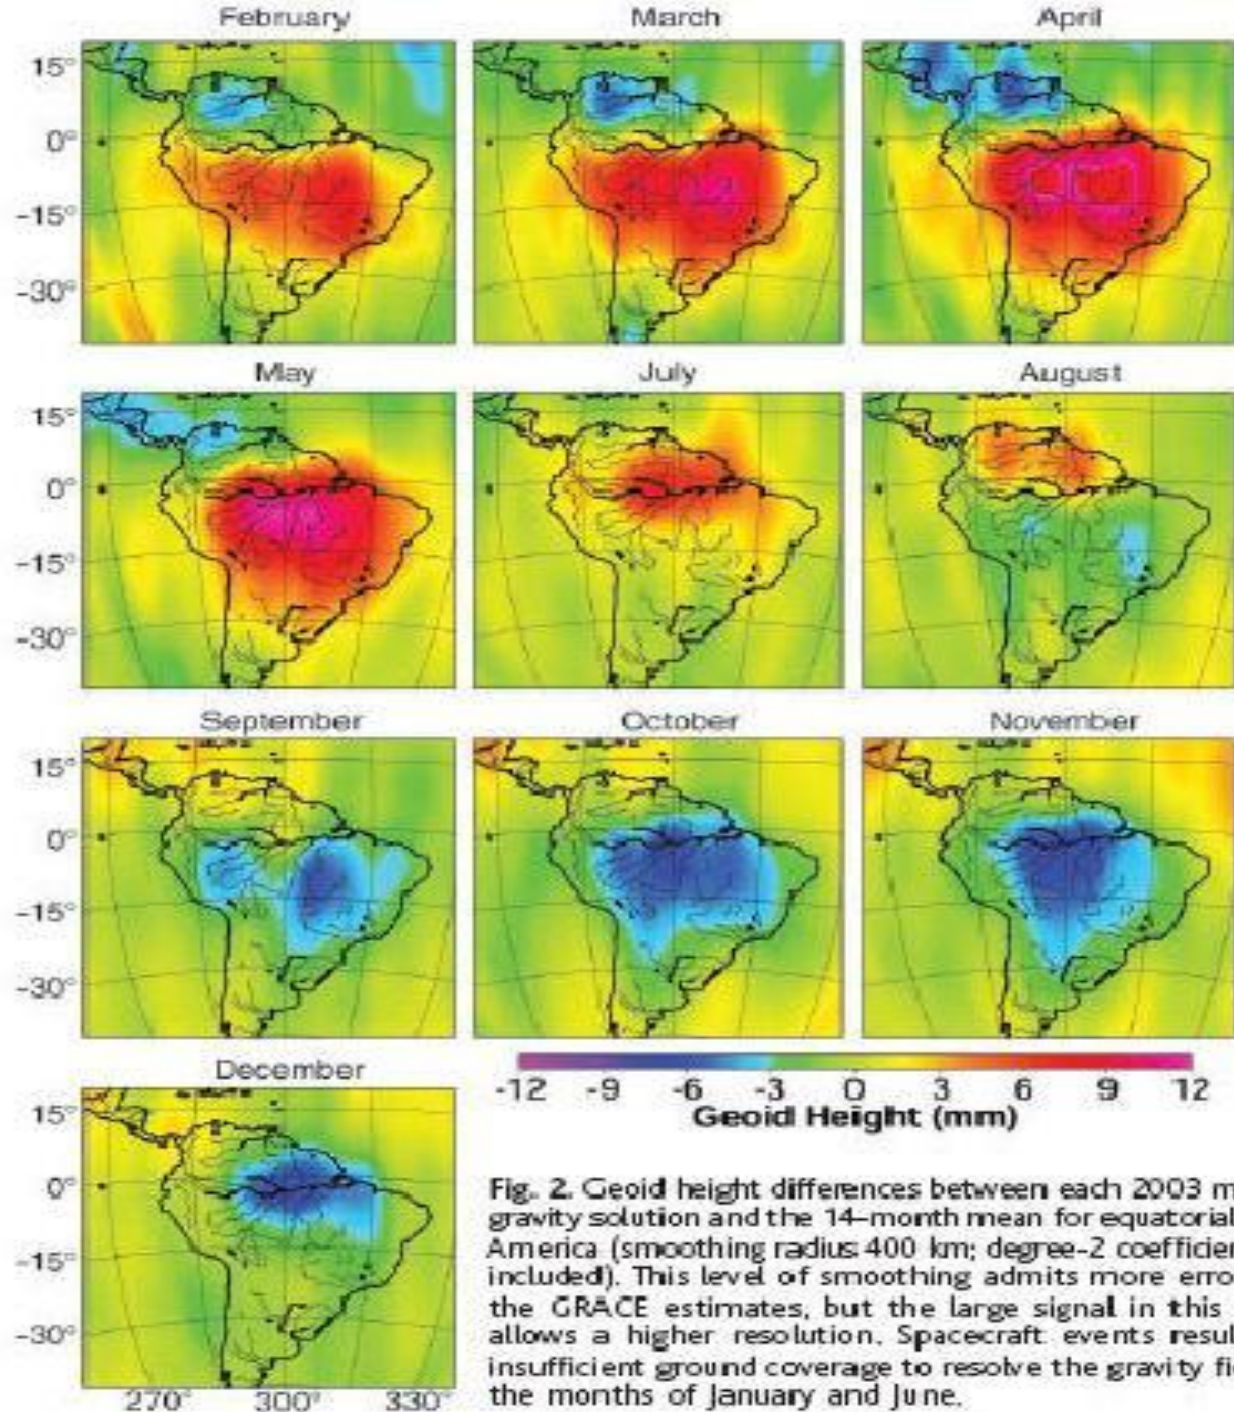 February March April
15°
0°
-15°
-30°
May July August
15°
0°
-15°
-30°
September October November
15°
0°
-15°
-30°
December
15°
0°
-15°
-30°
270° 300° 330°
-12 -9 -6 -3 0 3 6 9 12
Geoid Height (mm)
Fig. 2. Geoid height differences between each 2003 m
gravity solution and the 14-month mean for equatorial
America (smoothing radius 400 km; degree-2 coefficien
included). This level of smoothing admits more erro
the GRACE estimates, but the large signal in this
allows a higher resolution. Spacecraft events resul
insufficient ground coverage to resolve the gravity fi
the months of January and June.